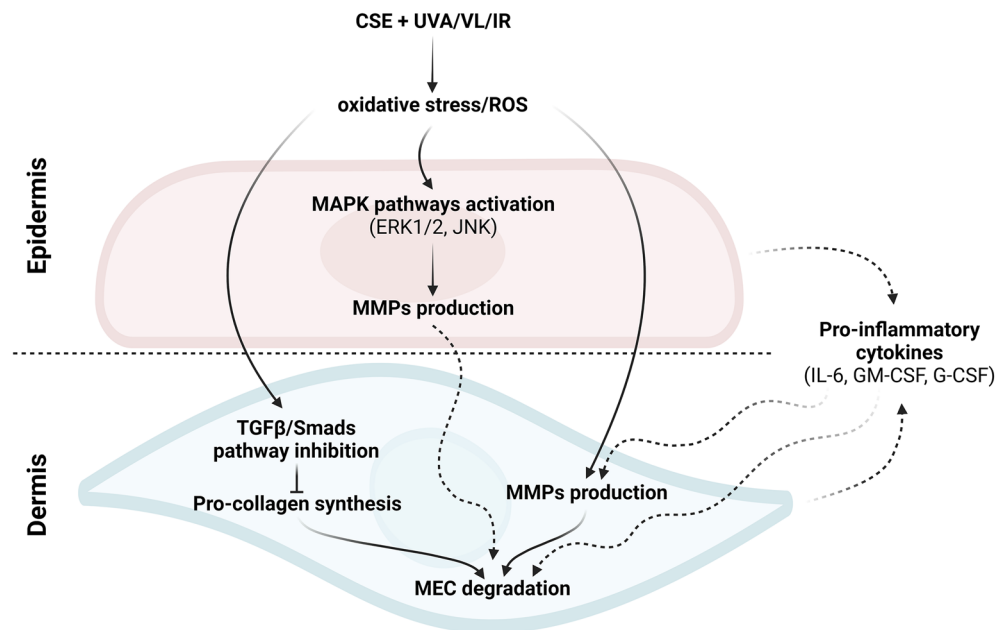 CSE + UVA/VL/IR
oxidative stress/ROS
Epidermis
MAPK pathways activation
(ERK1/2, JNK)
MMPs production
Pro-inflammatory
cytokines
(IL-6, GM-CSF, G-CSF)
Dermis
TGFβ/Smads
pathway inhibition
Pro-collagen synthesis
MMPs production
MEC degradation